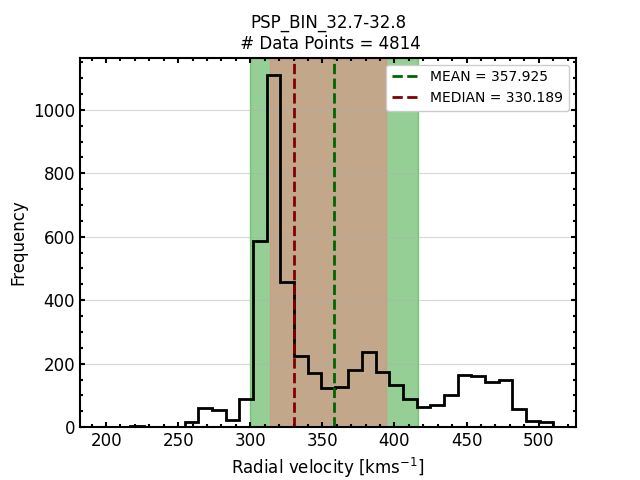 PSP_BIN_32.7-32.8
# Data Points = 4814
MEAN = 357.925
MEDIAN = 330.189
Frequency
1000
800
600
400
200
0
200 250 300 350 400 450 500
Radial velocity [kms⁻¹]